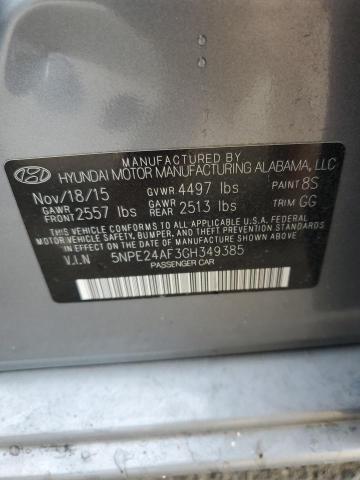 MANUFACTURED BY
HYUNDAI MOTOR MANUFACTURING ALABAMA, LLC
Nov/18/15 GVWR 4497 lbs PAINT 8S
GAWR FRONT 2557 lbs GAWR REAR 2513 lbs TRIM GG
THIS VEHICLE CONFORMS TO ALL APPLICABLE U.S.A. FEDERAL
MOTOR VEHICLE SAFETY, BUMPER, AND THEFT PREVENTION
STANDARDS IN EFFECT ON THE DATE OF MANUFACTURE SHOWN ABOVE.
V.I.N 5NPE24AF3GH349385
PASSENGER CAR